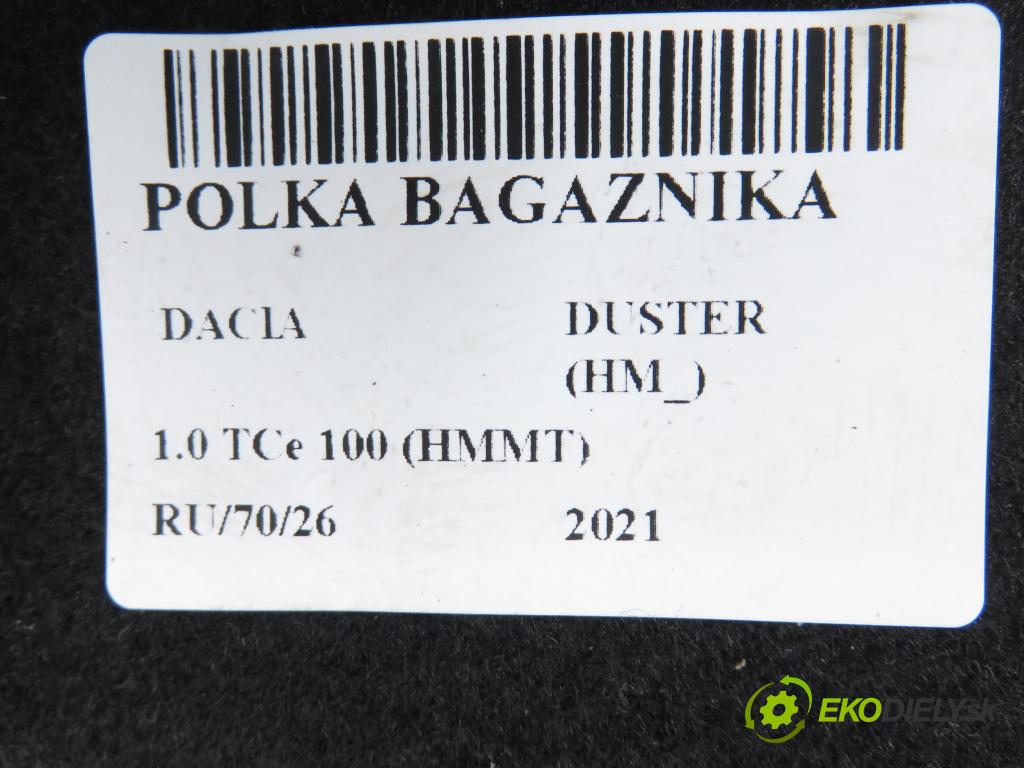 POLKA BAGAZNIKA
DACIA DUSTER
(HM_)
1.0 TCe 100 (HMMT)
RU/70/26 2021
EKODIELY.SK